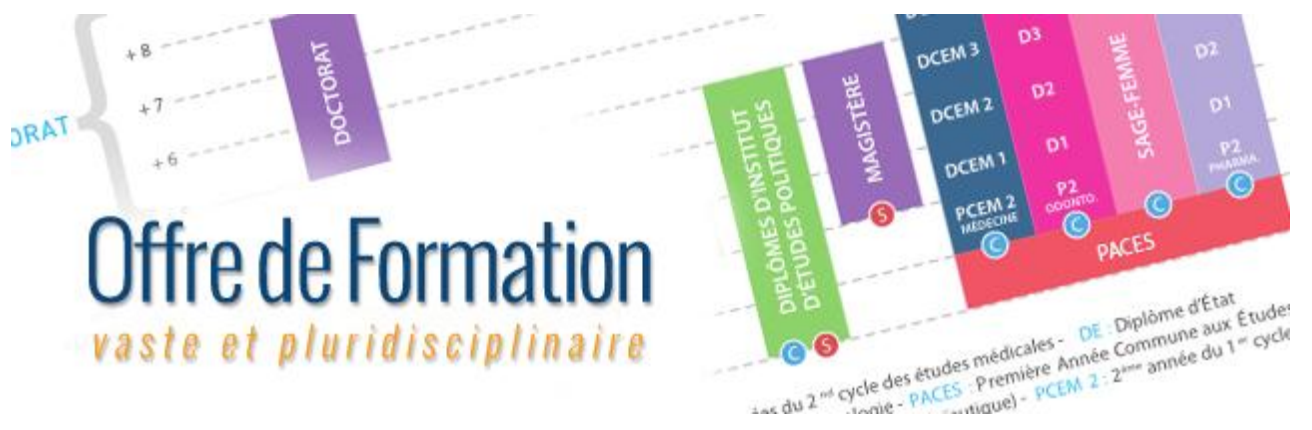 + 8
+ 7
+ 6
DOCTORAT
Offre de Formation
vaste et pluridisciplinaire
DIPLÔMES D'INSTITUT
D'ÉTUDES POLITIQUES
C S
MAGISTÈRE
S
DCEM 3
DCEM 2
DCEM 1
PCEM 2
MÉDECINE
C
D3
D2
D1
P2
ODONTO.
C
SAGE-FEMME
C
D2
D1
P2
PHARMA.
C
PACES
du 2nd cycle des études médicales - DE : Diplôme d'État
- PACES : Première Année Commune aux Études
- PCEM 2 : 2ème année du 1er cycle